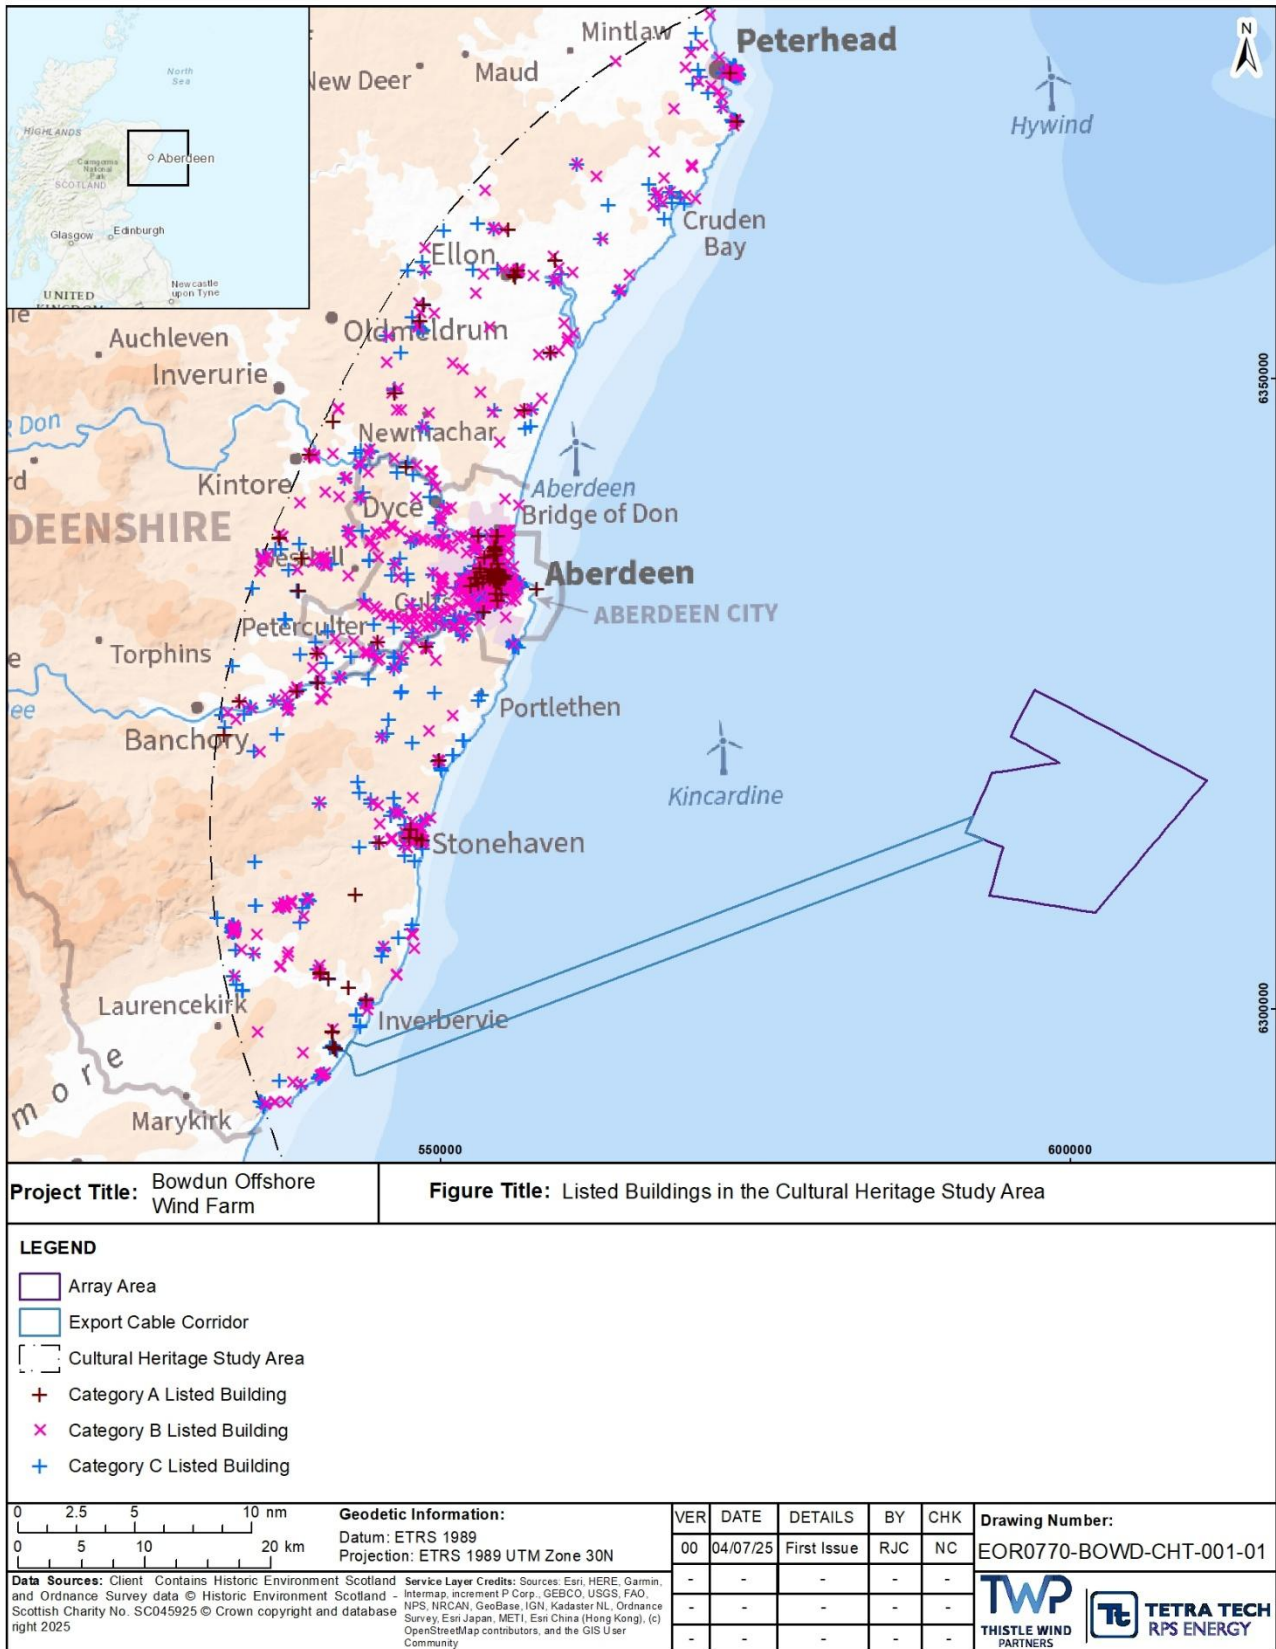 North
Sea
HIGHLANDS
Cairngorms
National
Park
SCOTLAND
Aberdeen
Glasgow
Edinburgh
Newcastle
upon Tyne
UNITED
Mintlaw
Peterhead
N
New Deer
Maud
Hywind
Cruden
Bay
Ellon
Oldmeldrum
Auchleven
Inverurie
6350000
Don
Newmachar
Kintore
Aberdeen
Dyce
Bridge of Don
DEENSHIRE
Westhill
Aberdeen
Cults
ABERDEEN CITY
Peterculter
Torphins
ee
Portlethen
Banchory
Kincardine
Stonehaven
Laurencekirk
Inverbervie
6300000
more
Marykirk
550000
600000
Project Title: Bowdun Offshore
Wind Farm
Figure Title: Listed Buildings in the Cultural Heritage Study Area
LEGEND
Array Area
Export Cable Corridor
Cultural Heritage Study Area
Category A Listed Building
Category B Listed Building
Category C Listed Building
0 2.5 5 10 nm
0 5 10 20 km
Geodetic Information:
Datum: ETRS 1989
Projection: ETRS 1989 UTM Zone 30N
VER DATE DETAILS BY CHK
00 04/07/25 First Issue RJC NC
- - - - -
- - - - -
- - - - -
- - - - -
Drawing Number:
EOR0770-BOWD-CHT-001-01
Data Sources: Client Contains Historic Environment Scotland
and Ordnance Survey data © Historic Environment Scotland -
Scottish Charity No. SC045925 © Crown copyright and database
right 2025
Service Layer Credits: Sources: Esri, HERE, Garmin,
Intermap, increment P Corp., GEBCO, USGS, FAO,
NPS, NRCAN, GeoBase, IGN, Kadaster NL, Ordnance
Survey, Esri Japan, METI, Esri China (Hong Kong), (c)
OpenStreetMap contributors, and the GIS User
Community
TWP
THISTLE WIND
PARTNERS
Tt
TETRA TECH
RPS ENERGY